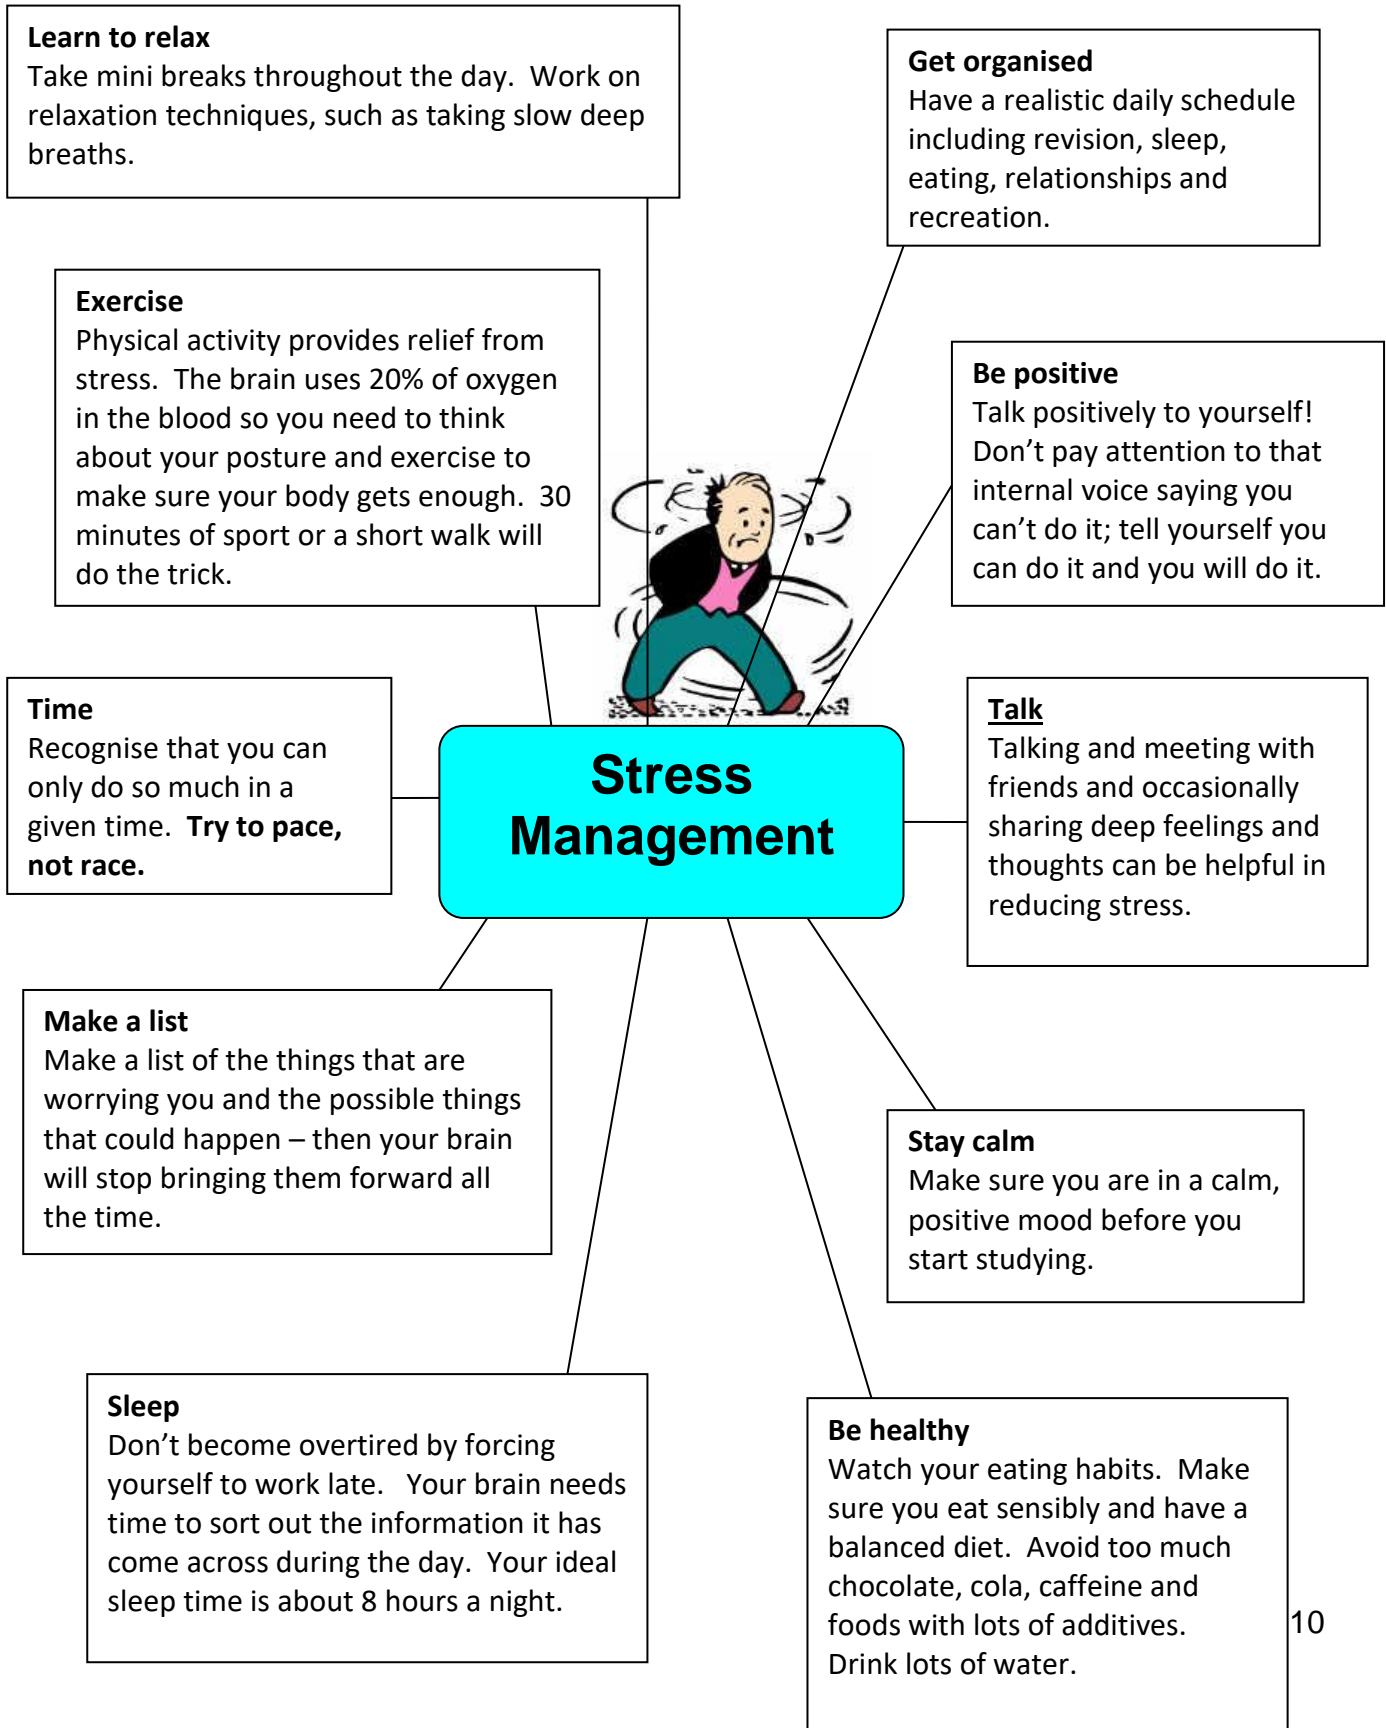 Learn to relax
Take mini breaks throughout the day.  Work on
relaxation techniques, such as taking slow deep
breaths.
Get organised
Have a realistic daily schedule
including revision, sleep,
eating, relationships and
recreation.
Exercise
Physical activity provides relief from
stress.  The brain uses 20% of oxygen
in the blood so you need to think
about your posture and exercise to
make sure your body gets enough.  30
minutes of sport or a short walk will
do the trick.
Be positive
Talk positively to yourself!
Don’t pay attention to that
internal voice saying you
can’t do it; tell yourself you
can do it and you will do it.
Time
Recognise that you can
only do so much in a
given time.  Try to pace,
not race.
Stress
Management
Talk
Talking and meeting with
friends and occasionally
sharing deep feelings and
thoughts can be helpful in
reducing stress.
Make a list
Make a list of the things that are
worrying you and the possible things
that could happen – then your brain
will stop bringing them forward all
the time.
Stay calm
Make sure you are in a calm,
positive mood before you
start studying.
Sleep
Don’t become overtired by forcing
yourself to work late.   Your brain needs
time to sort out the information it has
come across during the day.  Your ideal
sleep time is about 8 hours a night.
Be healthy
Watch your eating habits.  Make
sure you eat sensibly and have a
balanced diet.  Avoid too much
chocolate, cola, caffeine and
foods with lots of additives.
Drink lots of water.
10